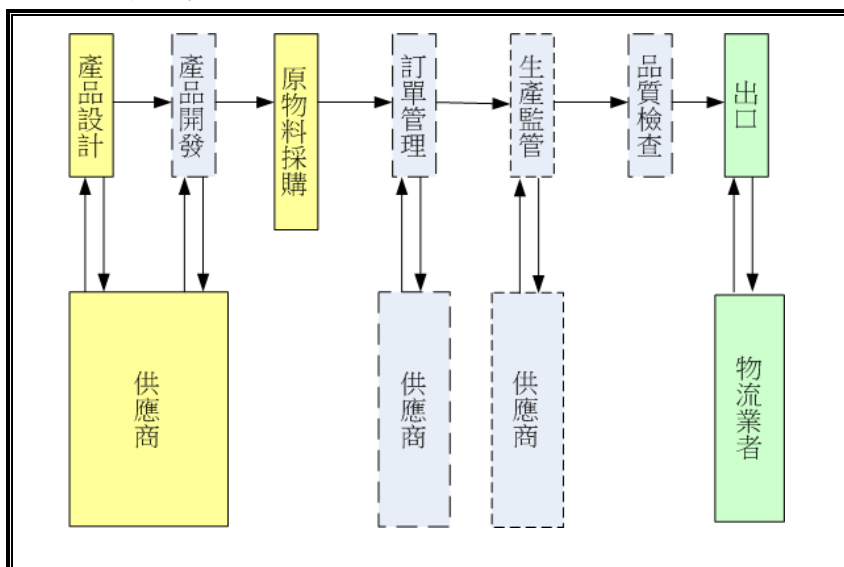 產品設計
產品開發
原物料採購
訂單管理
生產監管
品質檢查
出口
供應商
供應商
供應商
物流業者